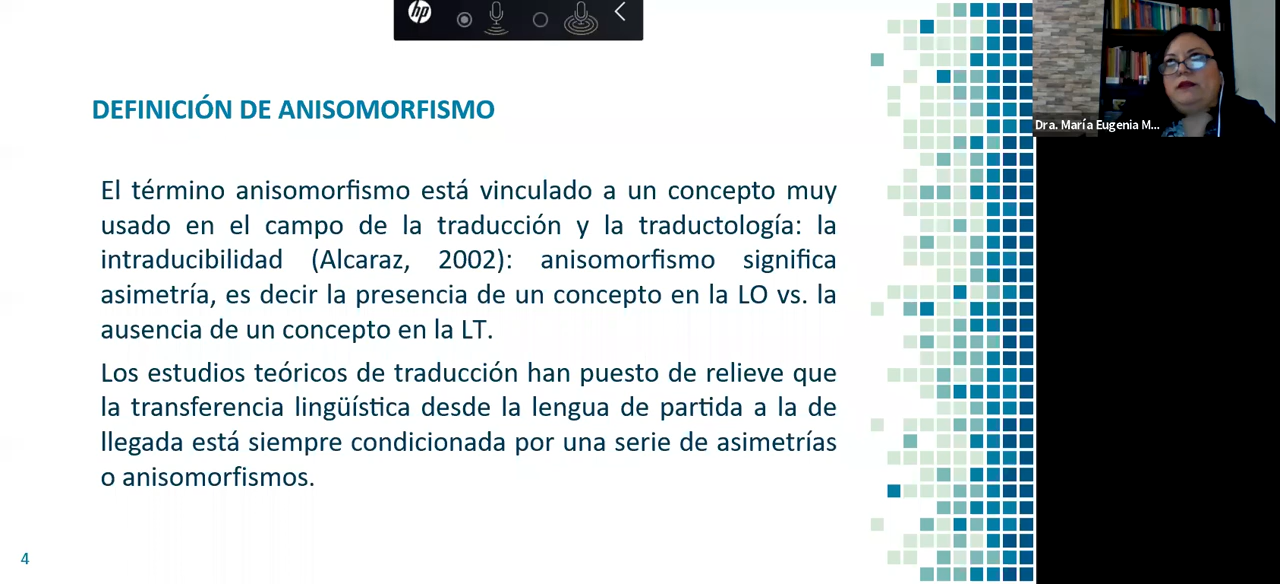 hp
DEFINICIÓN DE ANISOMORFISMO
El término anisomorfismo está vinculado a un concepto muy
usado en el campo de la traducción y la traductología: la
intraducibilidad (Alcaraz, 2002): anisomorfismo significa
asimetría, es decir la presencia de un concepto en la LO vs. la
ausencia de un concepto en la LT.
Los estudios teóricos de traducción han puesto de relieve que
la transferencia lingüística desde la lengua de partida a la de
llegada está siempre condicionada por una serie de asimetrías
o anisomorfismos.
4
Dra. María Eugenia M...